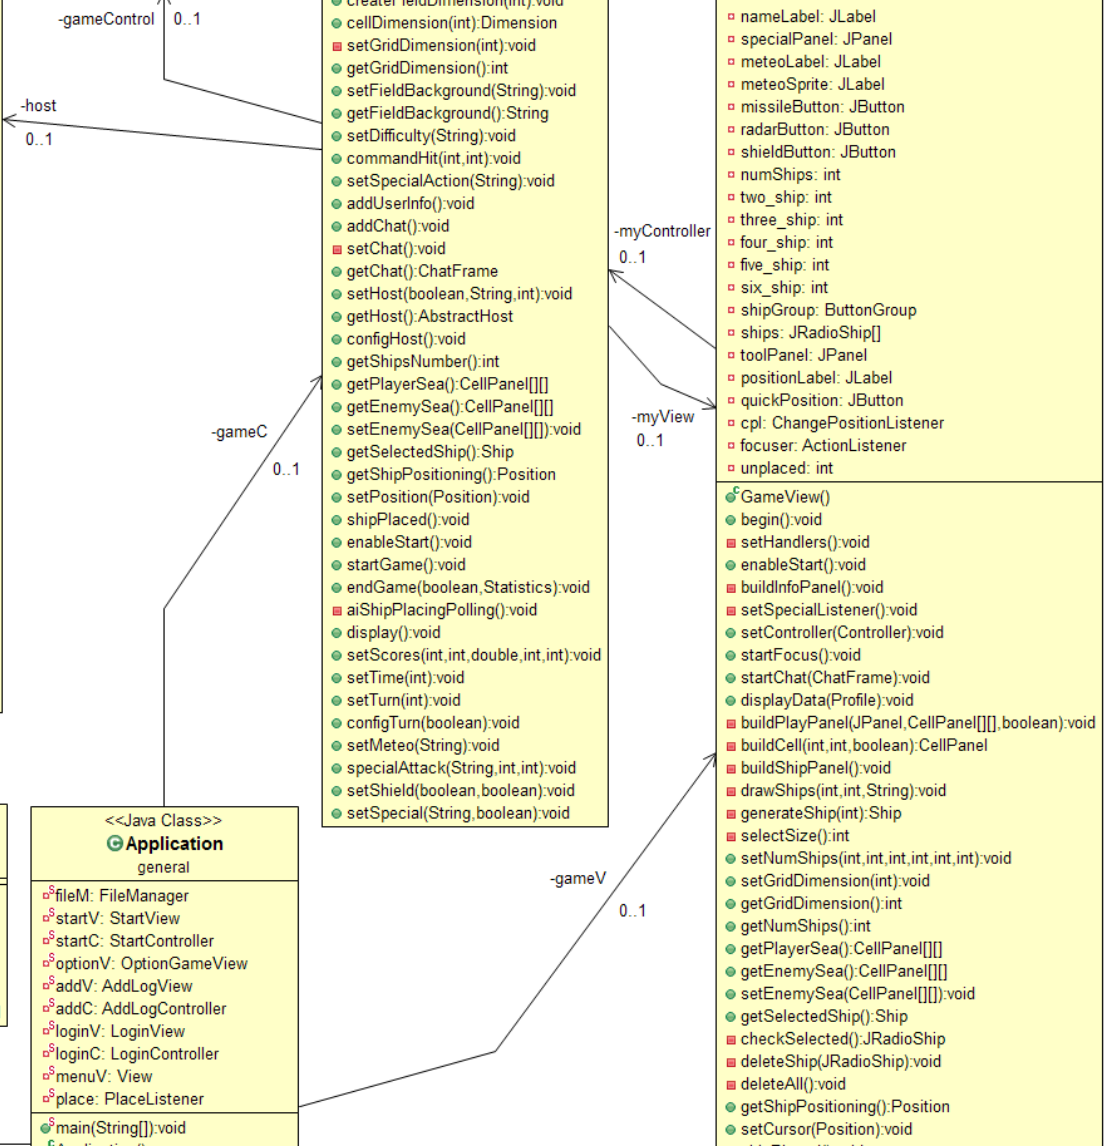 -gameControl
0..1
-host
0..1
createFieldDimension(int):void
cellDimension(int):Dimension
setGridDimension(int):void
getGridDimension():int
setFieldBackground(String):void
getFieldBackground():String
setDifficulty(String):void
commandHit(int,int):void
setSpecialAction(String):void
addUserInfo():void
addChat():void
setChat():void
getChat():ChatFrame
setHost(boolean,String,int):void
getHost():AbstractHost
configHost():void
getShipsNumber():int
getPlayerSea():CellPanel[][]
getEnemySea():CellPanel[][]
setEnemySea(CellPanel[][]):void
getSelectedShip():Ship
getShipPositioning():Position
setPosition(Position):void
shipPlaced():void
enableStart():void
startGame():void
endGame(boolean,Statistics):void
aiShipPlacingPolling():void
display():void
setScores(int,int,double,int,int):void
setTime(int):void
setTurn(int):void
configTurn(boolean):void
setMeteo(String):void
specialAttack(String,int,int):void
setShield(boolean,boolean):void
setSpecial(String,boolean):void
-gameC
0..1
-myController
0..1
-myView
0..1
-gameV
0..1
<<Java Class>>
C Application
general
S fileM: FileManager
S startV: StartView
S startC: StartController
S optionV: OptionGameView
S addV: AddLogView
S addC: AddLogController
S loginV: LoginView
S loginC: LoginController
S menuV: View
S place: PlaceListener
S main(String[]):void
nameLabel: JLabel
specialPanel: JPanel
meteoLabel: JLabel
meteoSprite: JLabel
missileButton: JButton
radarButton: JButton
shieldButton: JButton
numShips: int
two_ship: int
three_ship: int
four_ship: int
five_ship: int
six_ship: int
shipGroup: ButtonGroup
ships: JRadioShip[]
toolPanel: JPanel
positionLabel: JLabel
quickPosition: JButton
cpl: ChangePositionListener
focuser: ActionListener
unplaced: int
c GameView()
begin():void
setHandlers():void
enableStart():void
buildInfoPanel():void
setSpecialListener():void
setController(Controller):void
startFocus():void
startChat(ChatFrame):void
displayData(Profile):void
buildPlayPanel(JPanel,CellPanel[][],boolean):void
buildCell(int,int,boolean):CellPanel
buildShipPanel():void
drawShips(int,int,String):void
generateShip(int):Ship
selectSize():int
setNumShips(int,int,int,int,int,int):void
setGridDimension(int):void
getGridDimension():int
getNumShips():int
getPlayerSea():CellPanel[][]
getEnemySea():CellPanel[][]
setEnemySea(CellPanel[][]):void
getSelectedShip():Ship
checkSelected():JRadioShip
deleteShip(JRadioShip):void
deleteAll():void
getShipPositioning():Position
setCursor(Position):void